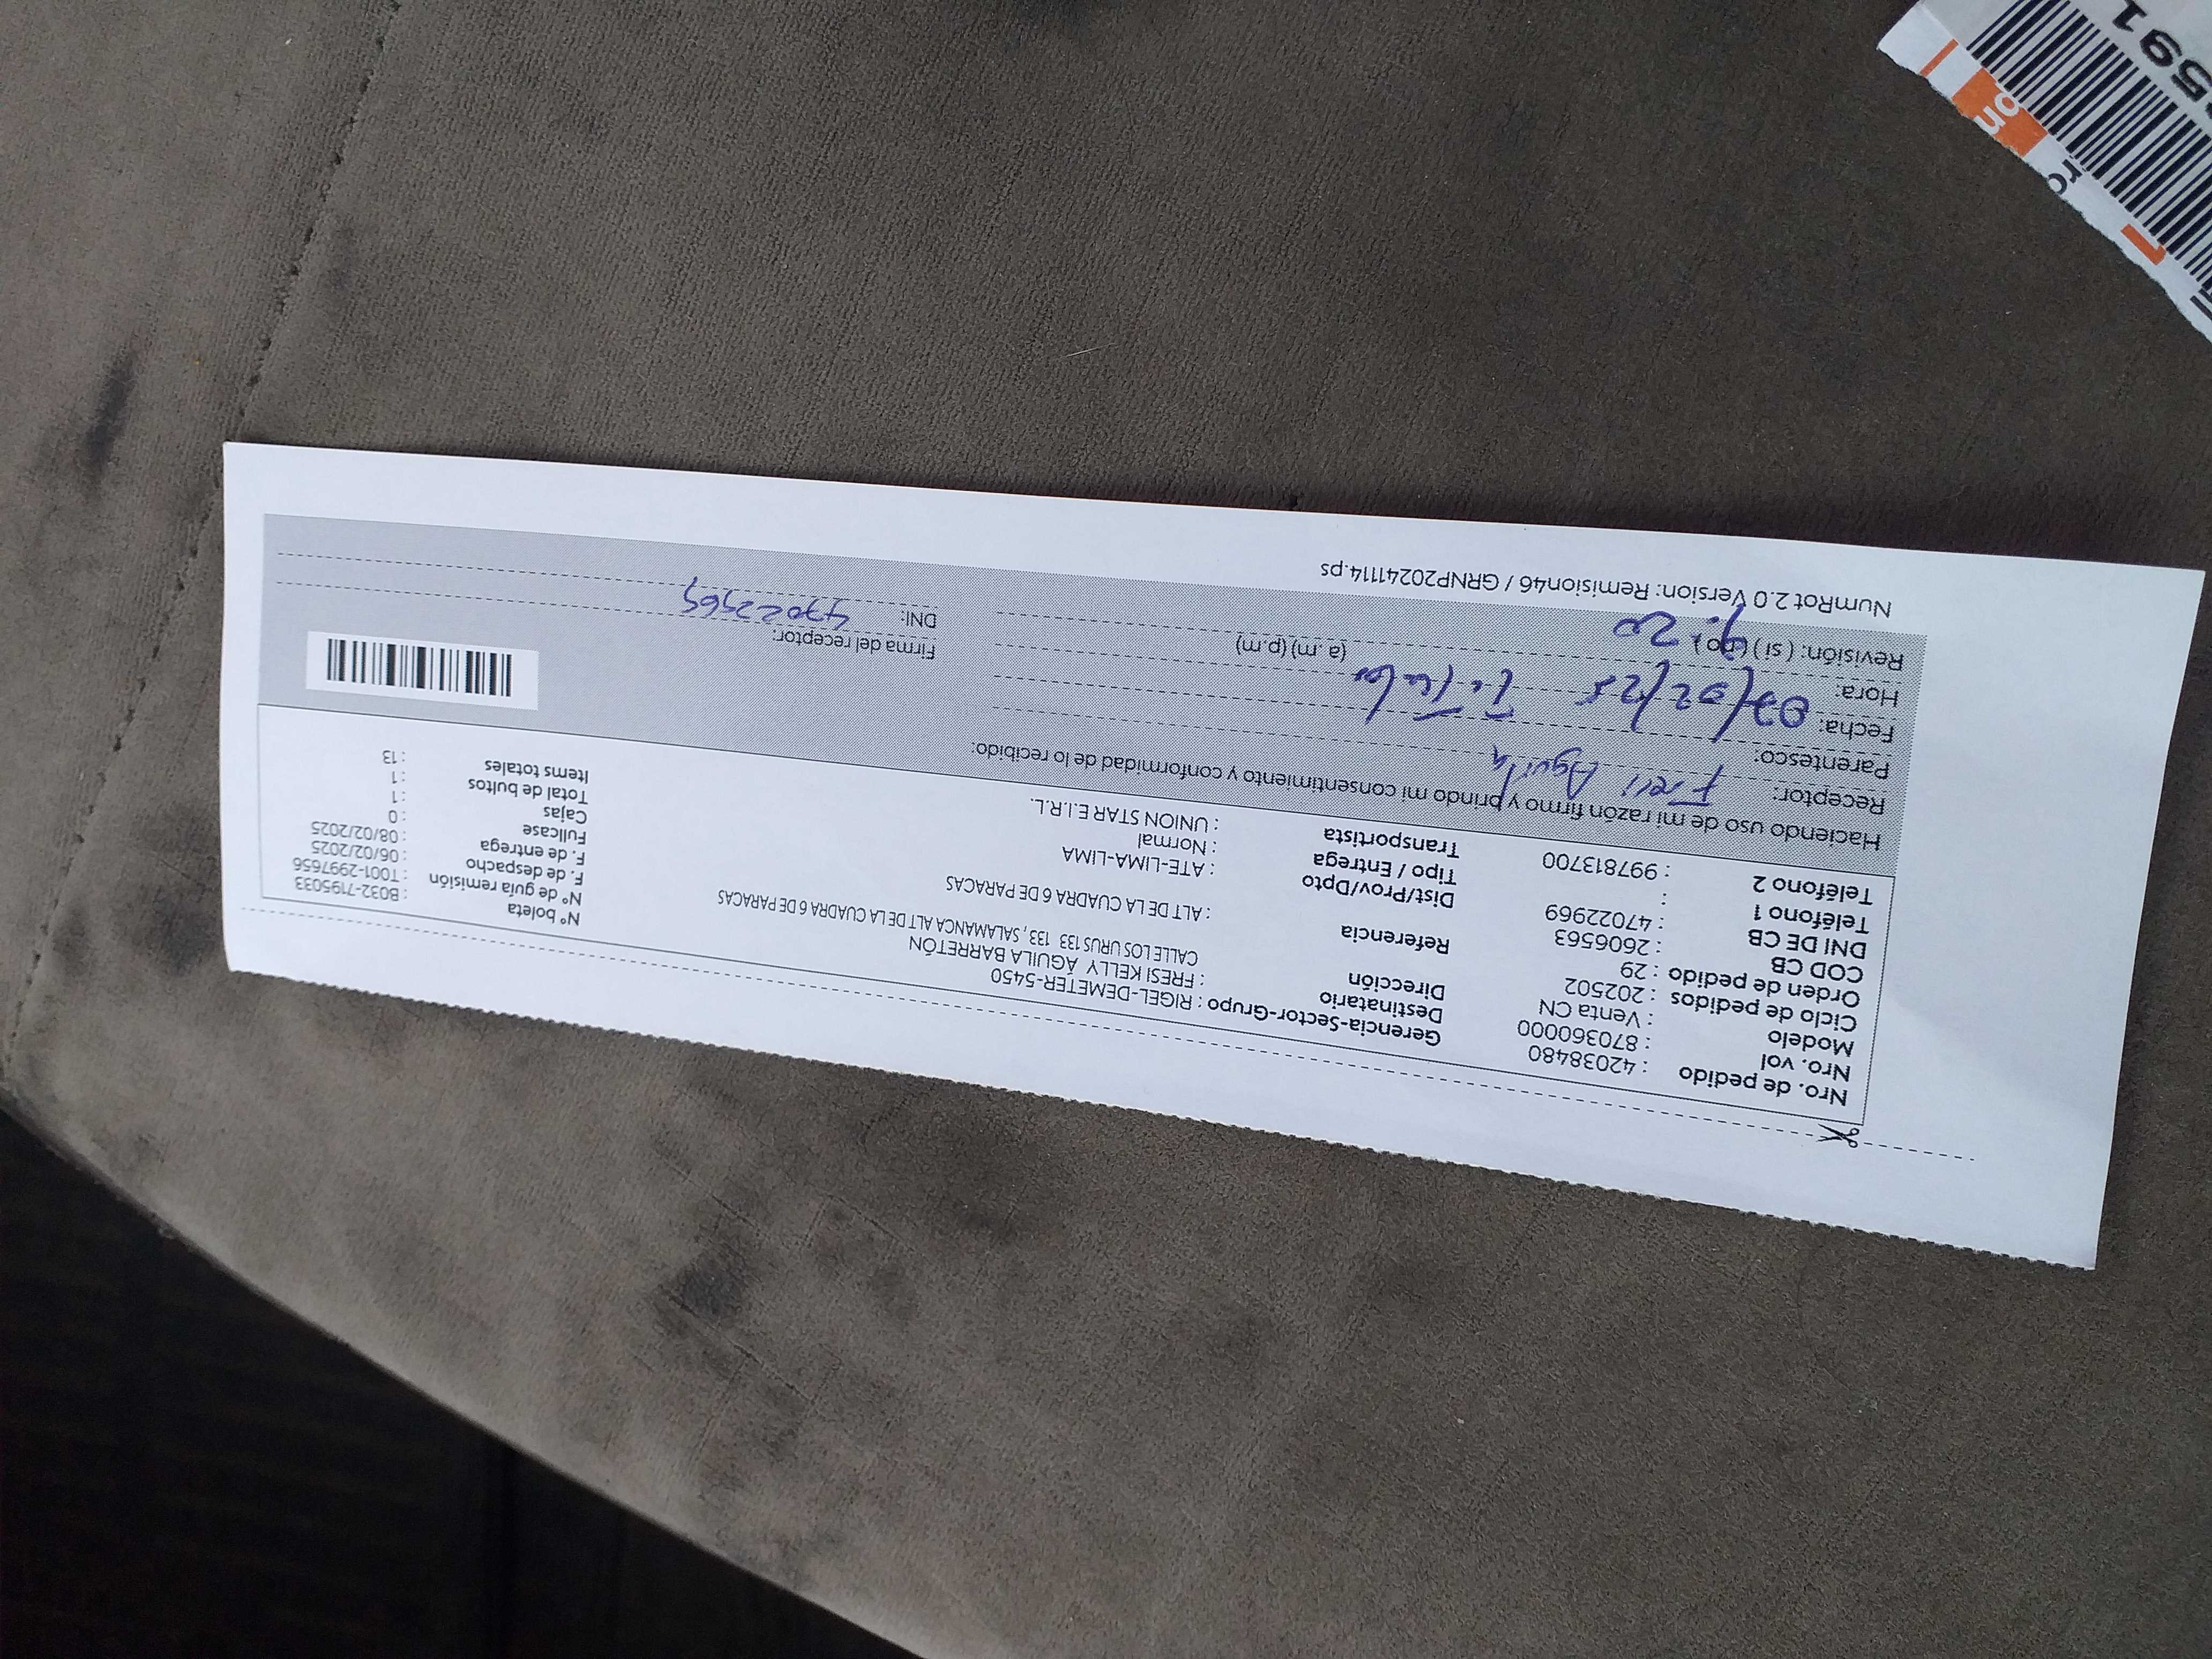 Nro. de pedido : 42038480
Nro. vol : 870360000
Modelo : Venta CN
Ciclo de pedidos : 202502
Orden de pedido : 29
COD CB : 2606563
DNI DE CB : 47022969
Teléfono 1 :
Teléfono 2 : 997813700
Gerencia-Sector-Grupo : RIGEL-DEMETER-5450
Destinatario : FRESI KELLY ÁGUILA BARRETÓN
Dirección CALLE LOS URUS 133 133, SALAMANCA ALT DE LA CUADRA 6 DE PARACAS
Referencia : ALT DE LA CUADRA 6 DE PARACAS
Dist/Prov/Dpto : ATE-LIMA-LIMA
Tipo / Entrega : Normal
Transportista : UNION STAR E.I.R.L.
Nº boleta : B032-7195033
Nº de guía remisión : T001-2997656
F. de despacho : 06/02/2025
F. de entrega : 08/02/2025
Fullcase : 0
Cajas : 1
Total de bultos : 1
Items totales : 13
Haciendo uso de mi razón firmo y brindo mi consentimiento y conformidad de lo recibido:
Receptor: Fresi Aguila
Parentesco: Titular
Fecha: 07/02/25
Hora: 9:20 (a.m) (p.m)
Revisión: (si) (no)
Firma del receptor:
DNI: 47022969
NumRot 2.0 Version: Remision46 / GRNP20241114.ps
591
on